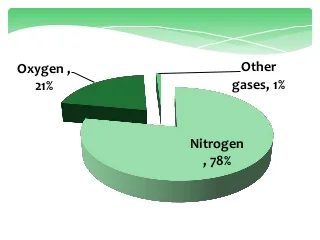 Oxygen ,
21%
Other
gases, 1%
Nitrogen
, 78%